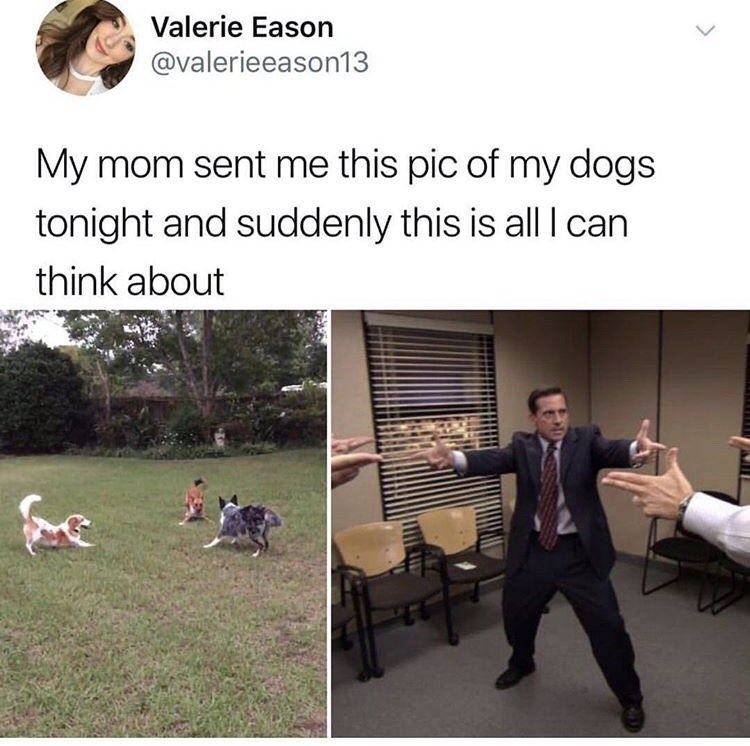 Valerie Eason
@valerieeason13
My mom sent me this pic of my dogs
tonight and suddenly this is all I can
think about